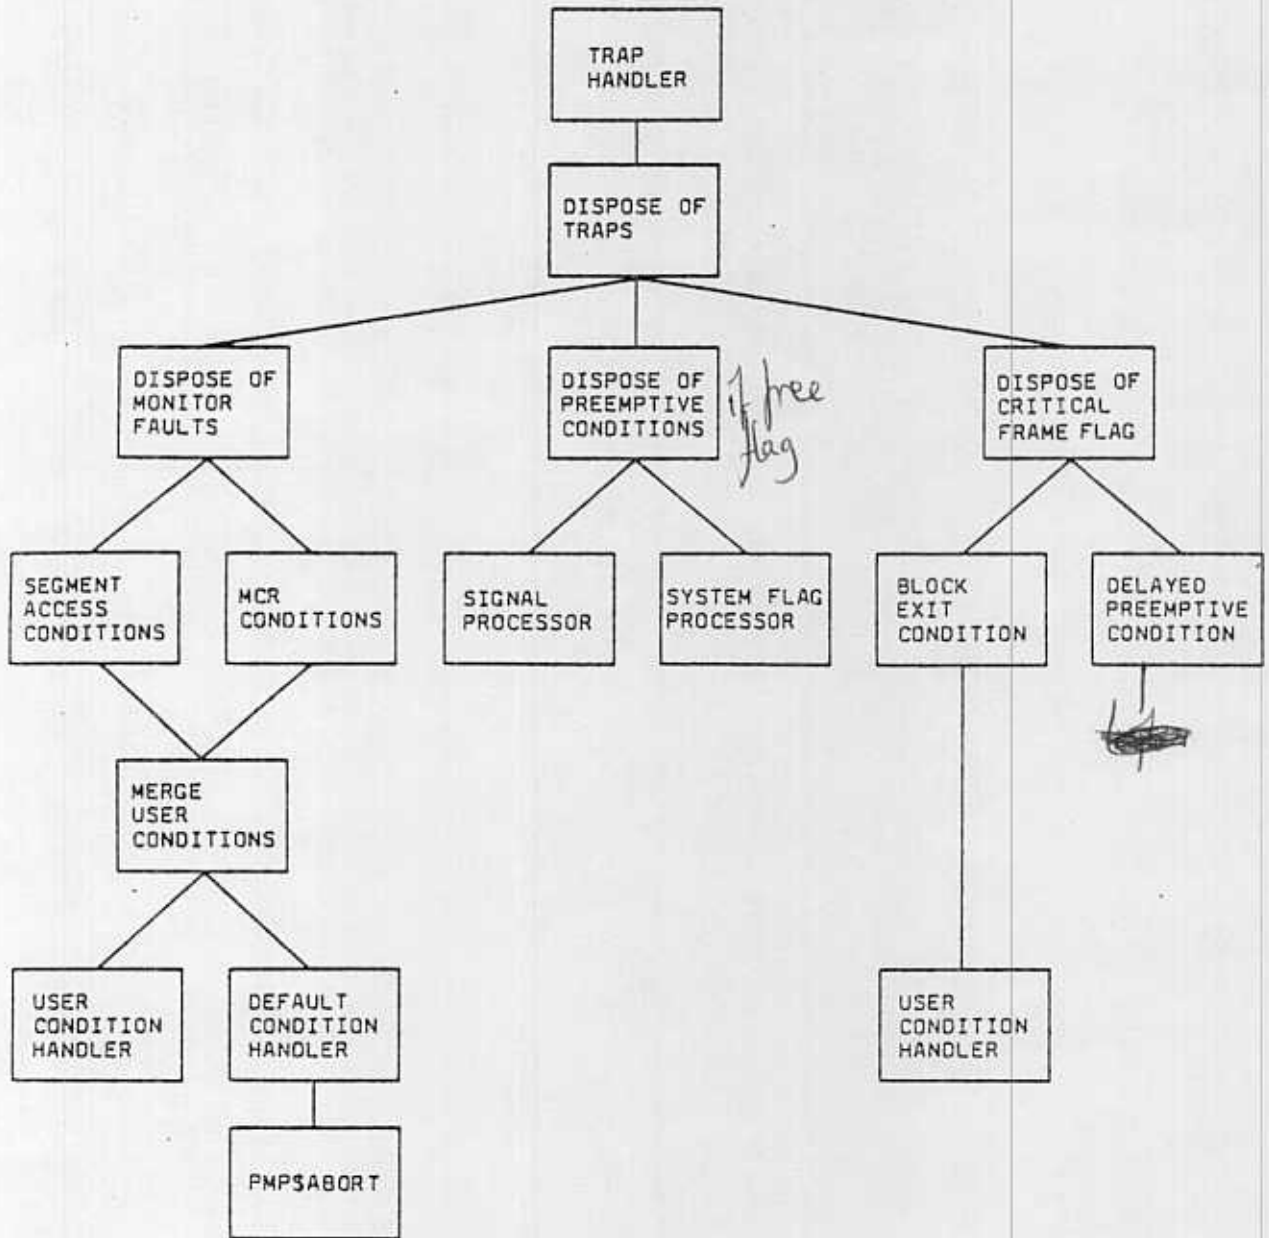 TRAP
HANDLER
DISPOSE OF
TRAPS
DISPOSE OF
MONITOR
FAULTS
DISPOSE OF
PREEMPTIVE
CONDITIONS
if free
flag
DISPOSE OF
CRITICAL
FRAME FLAG
SEGMENT
ACCESS
CONDITIONS
MCR
CONDITIONS
SIGNAL
PROCESSOR
SYSTEM FLAG
PROCESSOR
BLOCK
EXIT
CONDITION
DELAYED
PREEMPTIVE
CONDITION
MERGE
USER
CONDITIONS
USER
CONDITION
HANDLER
DEFAULT
CONDITION
HANDLER
USER
CONDITION
HANDLER
PMP$ABORT